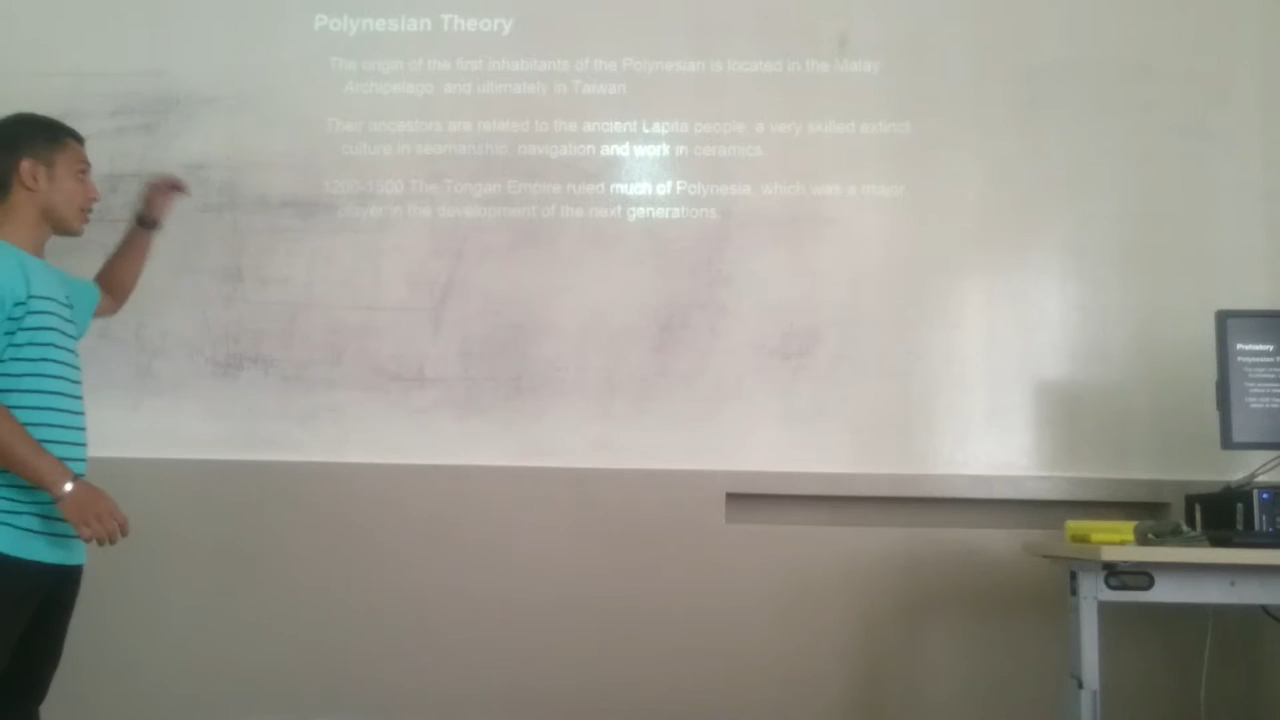 Polynesian Theory
The origin of the first inhabitants of the Polynesian is located in the Malay
Archipelago, and ultimately in Taiwan
Their ancestors are related to the ancient Lapita people, a very skilled extinct
culture in seamanship, navigation and work in ceramics.
1200-1500 The Tongan Empire ruled much of Polynesia, which was a major
player in the development of the next generations.
Prehistory
Polynesian T